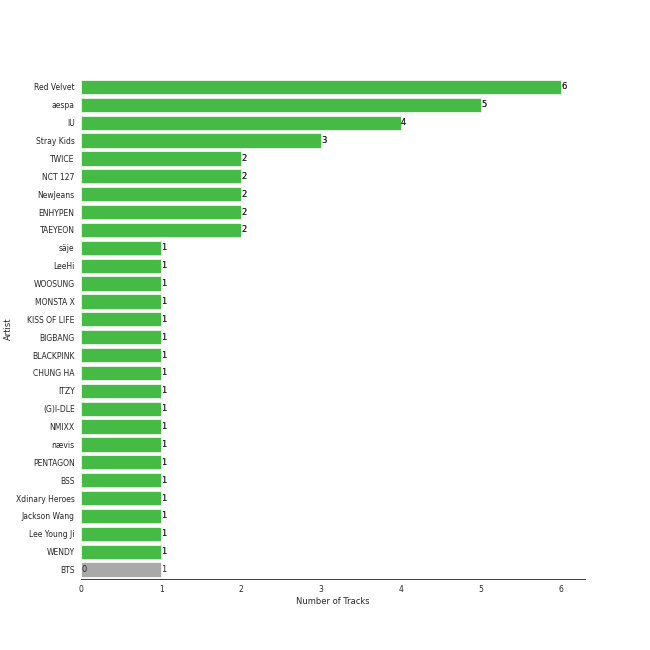 Red Velvet 6
aespa 5
IU 4
Stray Kids 3
TWICE 2
NCT 127 2
NewJeans 2
ENHYPEN 2
TAEYEON 2
säje 1
LeeHi 1
WOOSUNG 1
MONSTA X 1
KISS OF LIFE 1
BIGBANG 1
BLACKPINK 1
CHUNG HA 1
ITZY 1
(G)I-DLE 1
NMIXX 1
nævis 1
PENTAGON 1
BSS 1
Xdinary Heroes 1
Jackson Wang 1
Lee Young Ji 1
WENDY 1
BTS 0 1
0 1 2 3 4 5 6
Number of Tracks
Artist